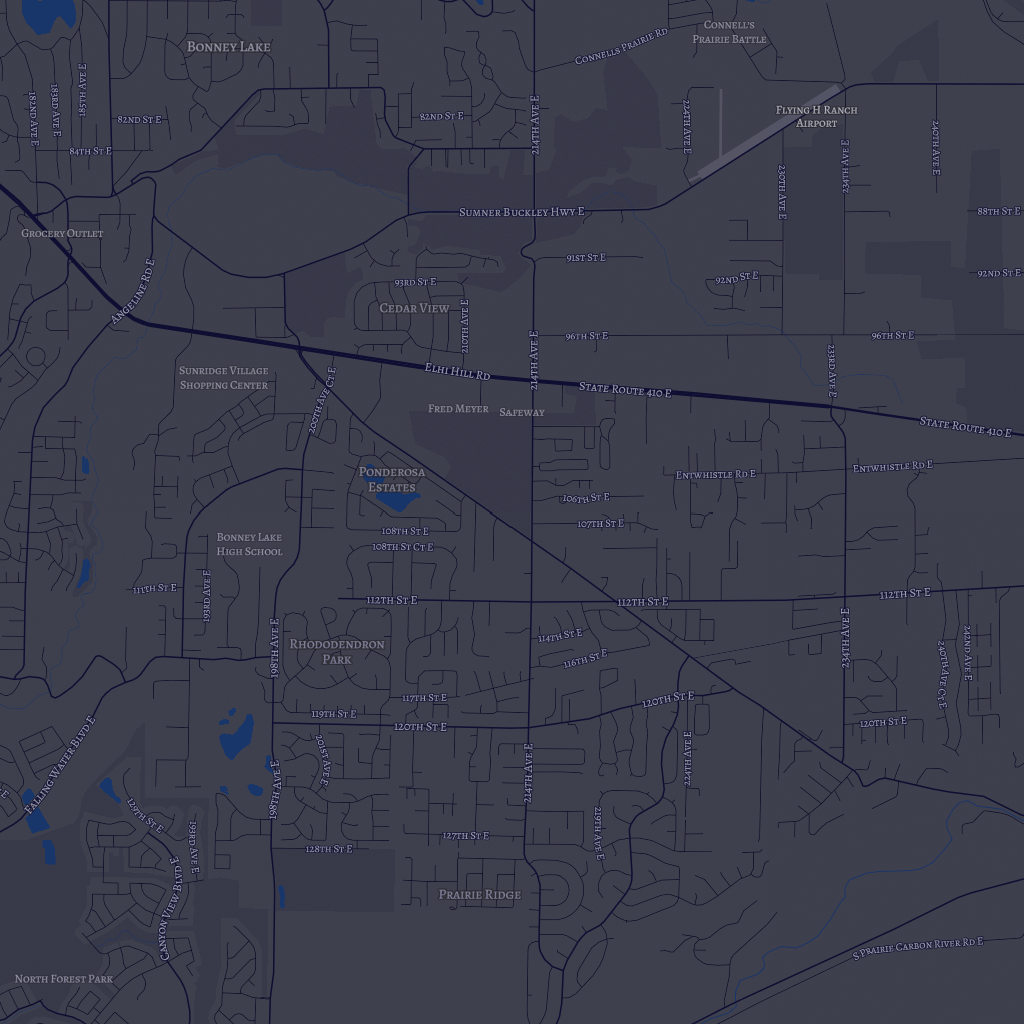 Connell's
Prairie Battle
Connells Prairie Rd
Bonney Lake
182nd Ave E
183rd Ave E
185th Ave E
82nd St E
82nd St E
84th St E
214th Ave E
224th Ave E
Flying H Ranch
Airport
230th Ave E
234th Ave E
240th Ave E
Sumner Buckley Hwy E
88th St E
Grocery Outlet
Angeline Rd E
91st St E
92nd St E
92nd St E
93rd St E
Cedar View
210th Ave E
96th St E
96th St E
214th Ave E
233rd Ave E
Sunridge Village
Shopping Center
200th Ave Ct E
Elhi Hill Rd
State Route 410 E
State Route 410 E
Fred Meyer
Safeway
Ponderosa
Estates
Entwhistle Rd E
Entwhistle Rd E
106th St E
107th St E
108th St E
108th St Ct E
Bonney Lake
High School
111th St E
193rd Ave E
112th St E
112th St E
112th St E
198th Ave E
Rhododendron
Park
114th St E
116th St E
234th Ave E
240th Ave Ct E
242nd Ave E
117th St E
119th St E
120th St E
120th St E
120th St E
Falling Water Blvd E
E
198th Ave E
201st Ave E
214th Ave E
224th Ave E
129th St E
193rd Ave E
127th St E
128th St E
219th Ave E
Canyon View Blvd E
Prairie Ridge
S Prairie Carbon River Rd E
North Forest Park